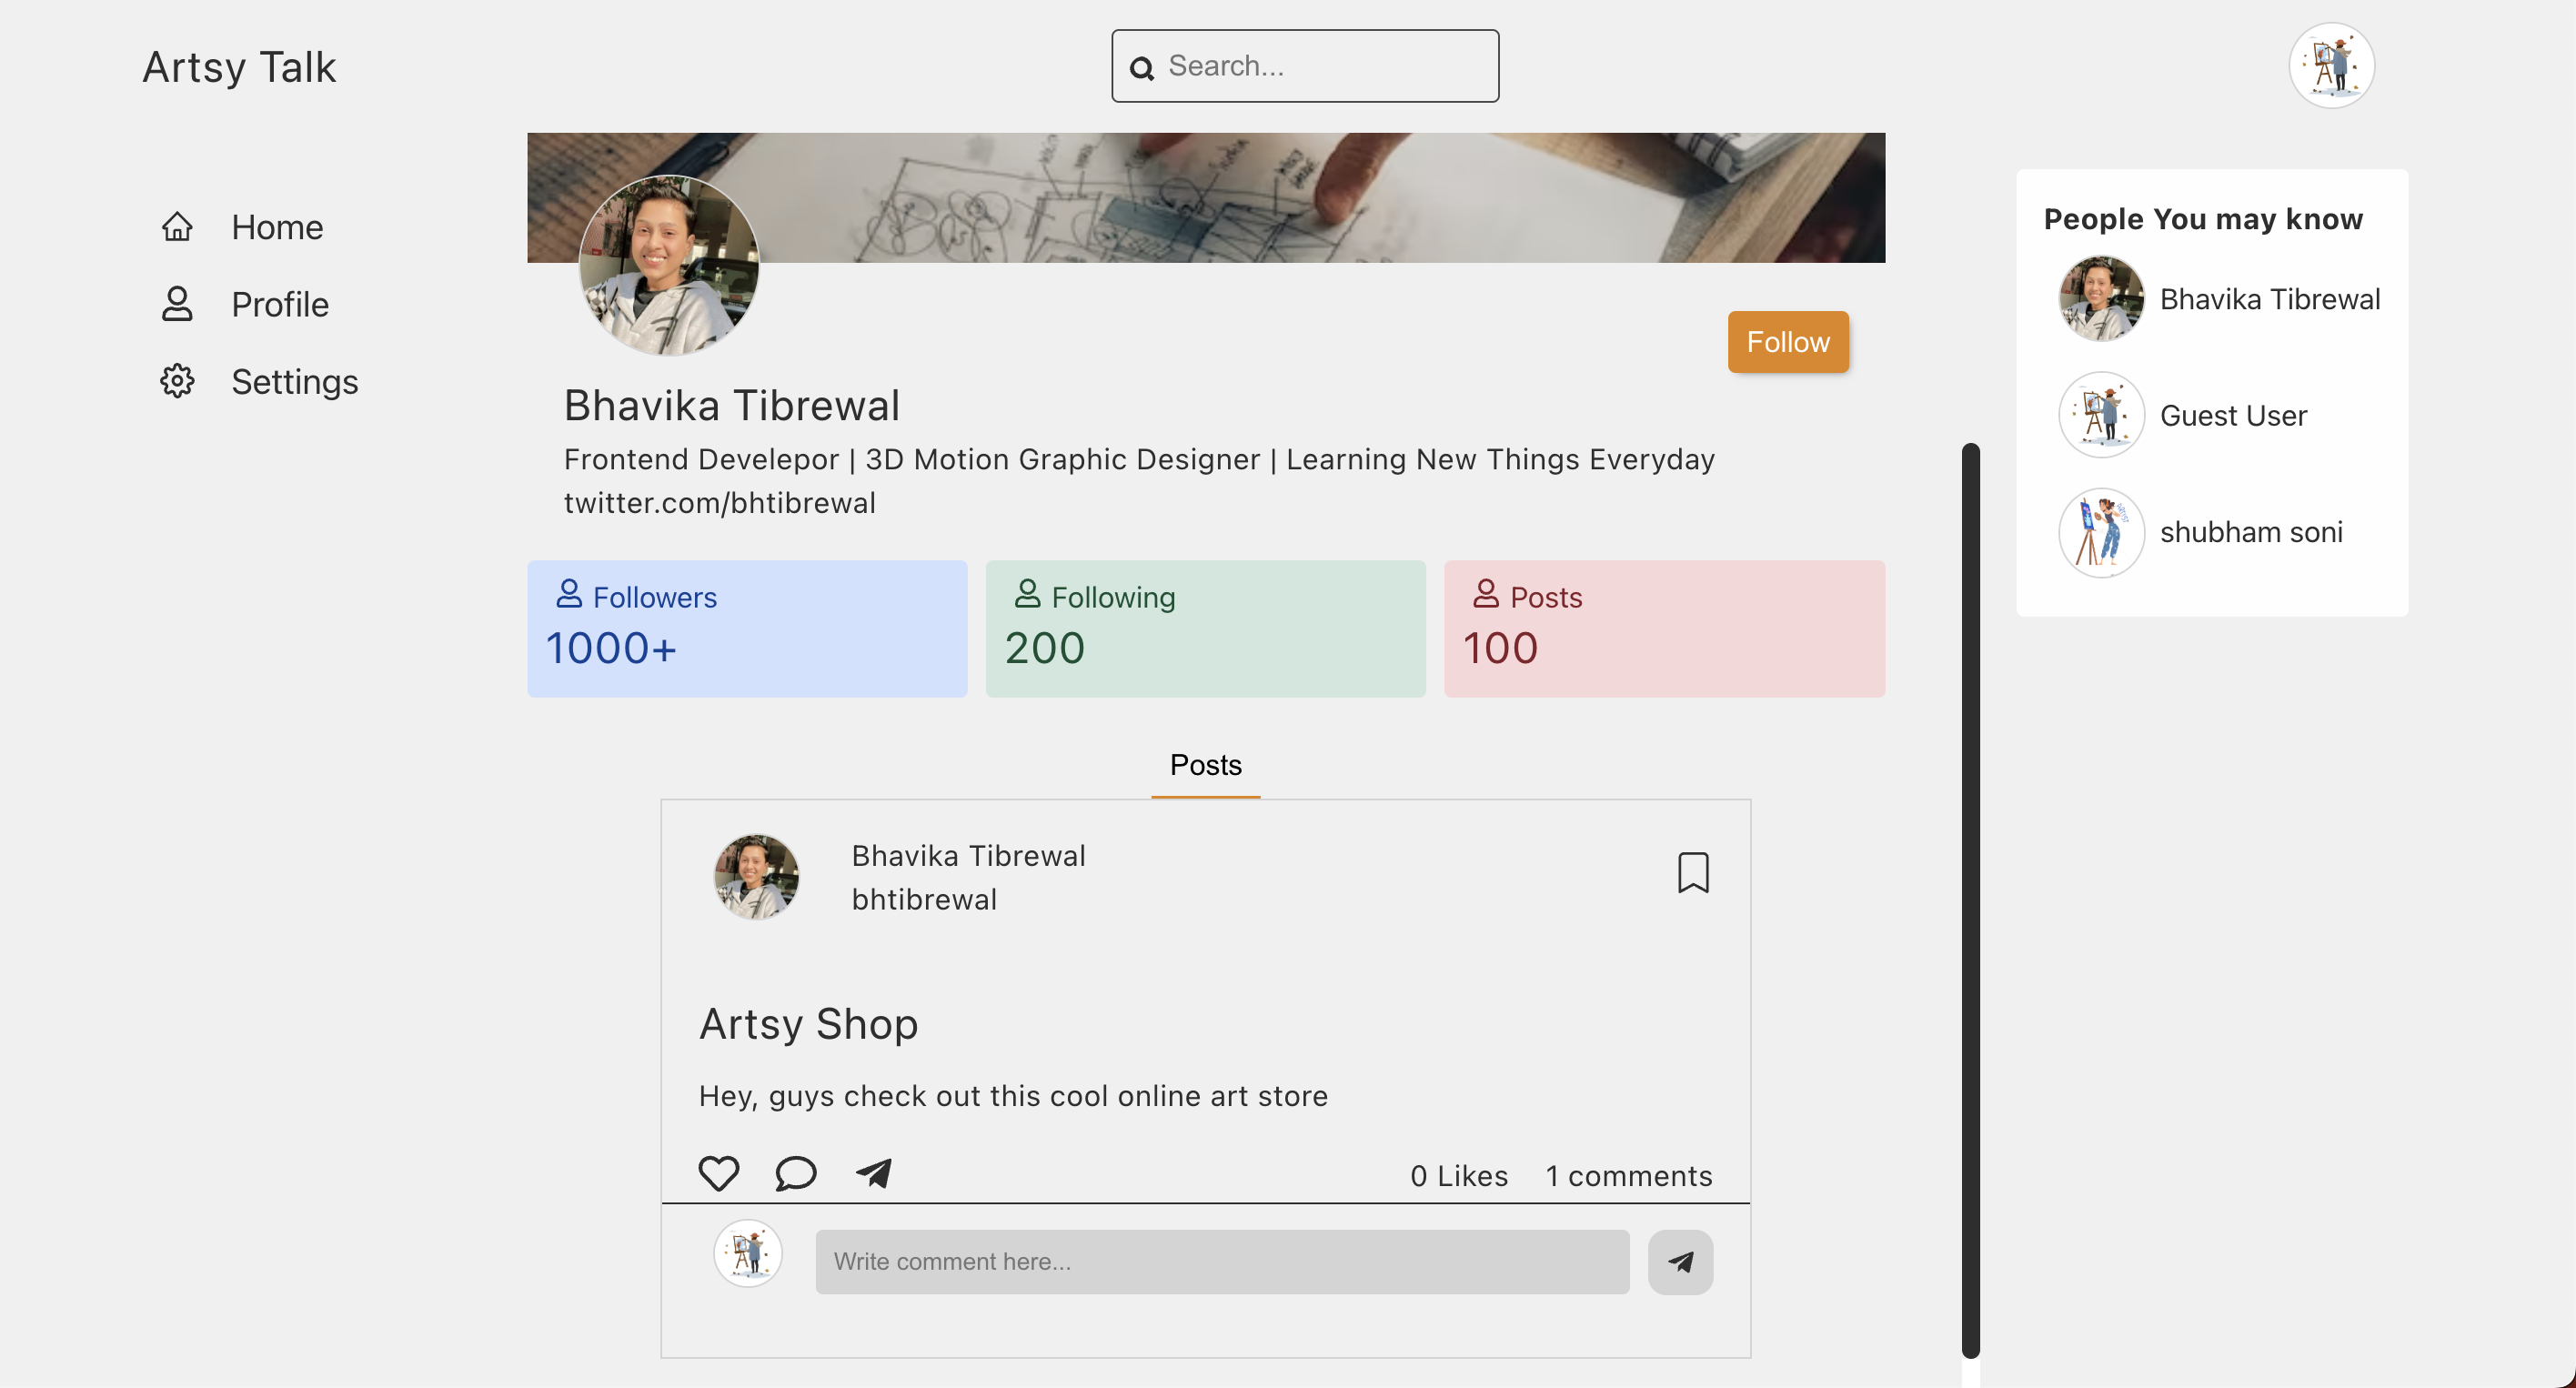 Artsy Talk
Search...
Home
Profile
Settings
Follow
Bhavika Tibrewal
Frontend Develepor | 3D Motion Graphic Designer | Learning New Things Everyday
twitter.com/bhtibrewal
Followers
1000+
Following
200
Posts
100
Posts
Bhavika Tibrewal
bhtibrewal
Artsy Shop
Hey, guys check out this cool online art store
0 Likes
1 comments
Write comment here...
People You may know
Bhavika Tibrewal
Guest User
shubham soni